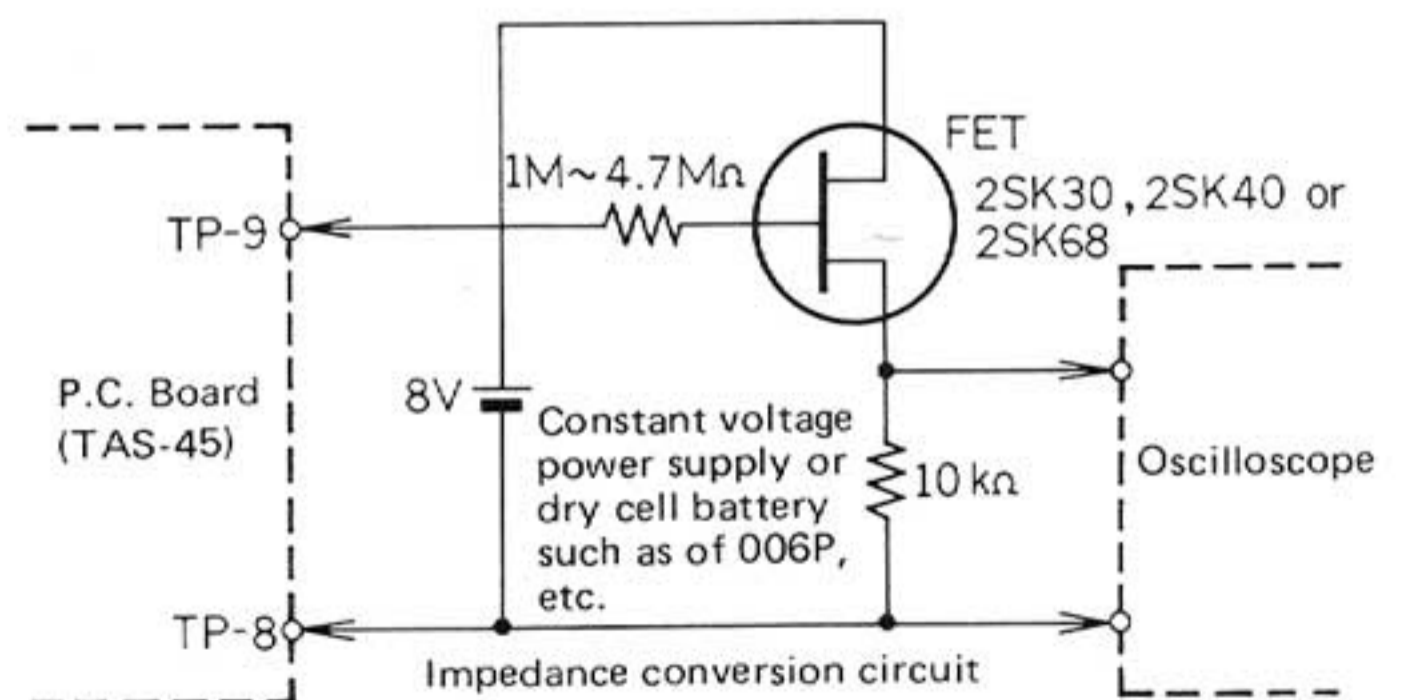 FET
1M~4.7MΩ
2SK30, 2SK40 or
2SK68
TP-9
P.C. Board
(TAS-45)
8V
Constant voltage
power supply or
dry cell battery
such as of 006P,
etc.
10 kΩ
Oscilloscope
TP-8
Impedance conversion circuit